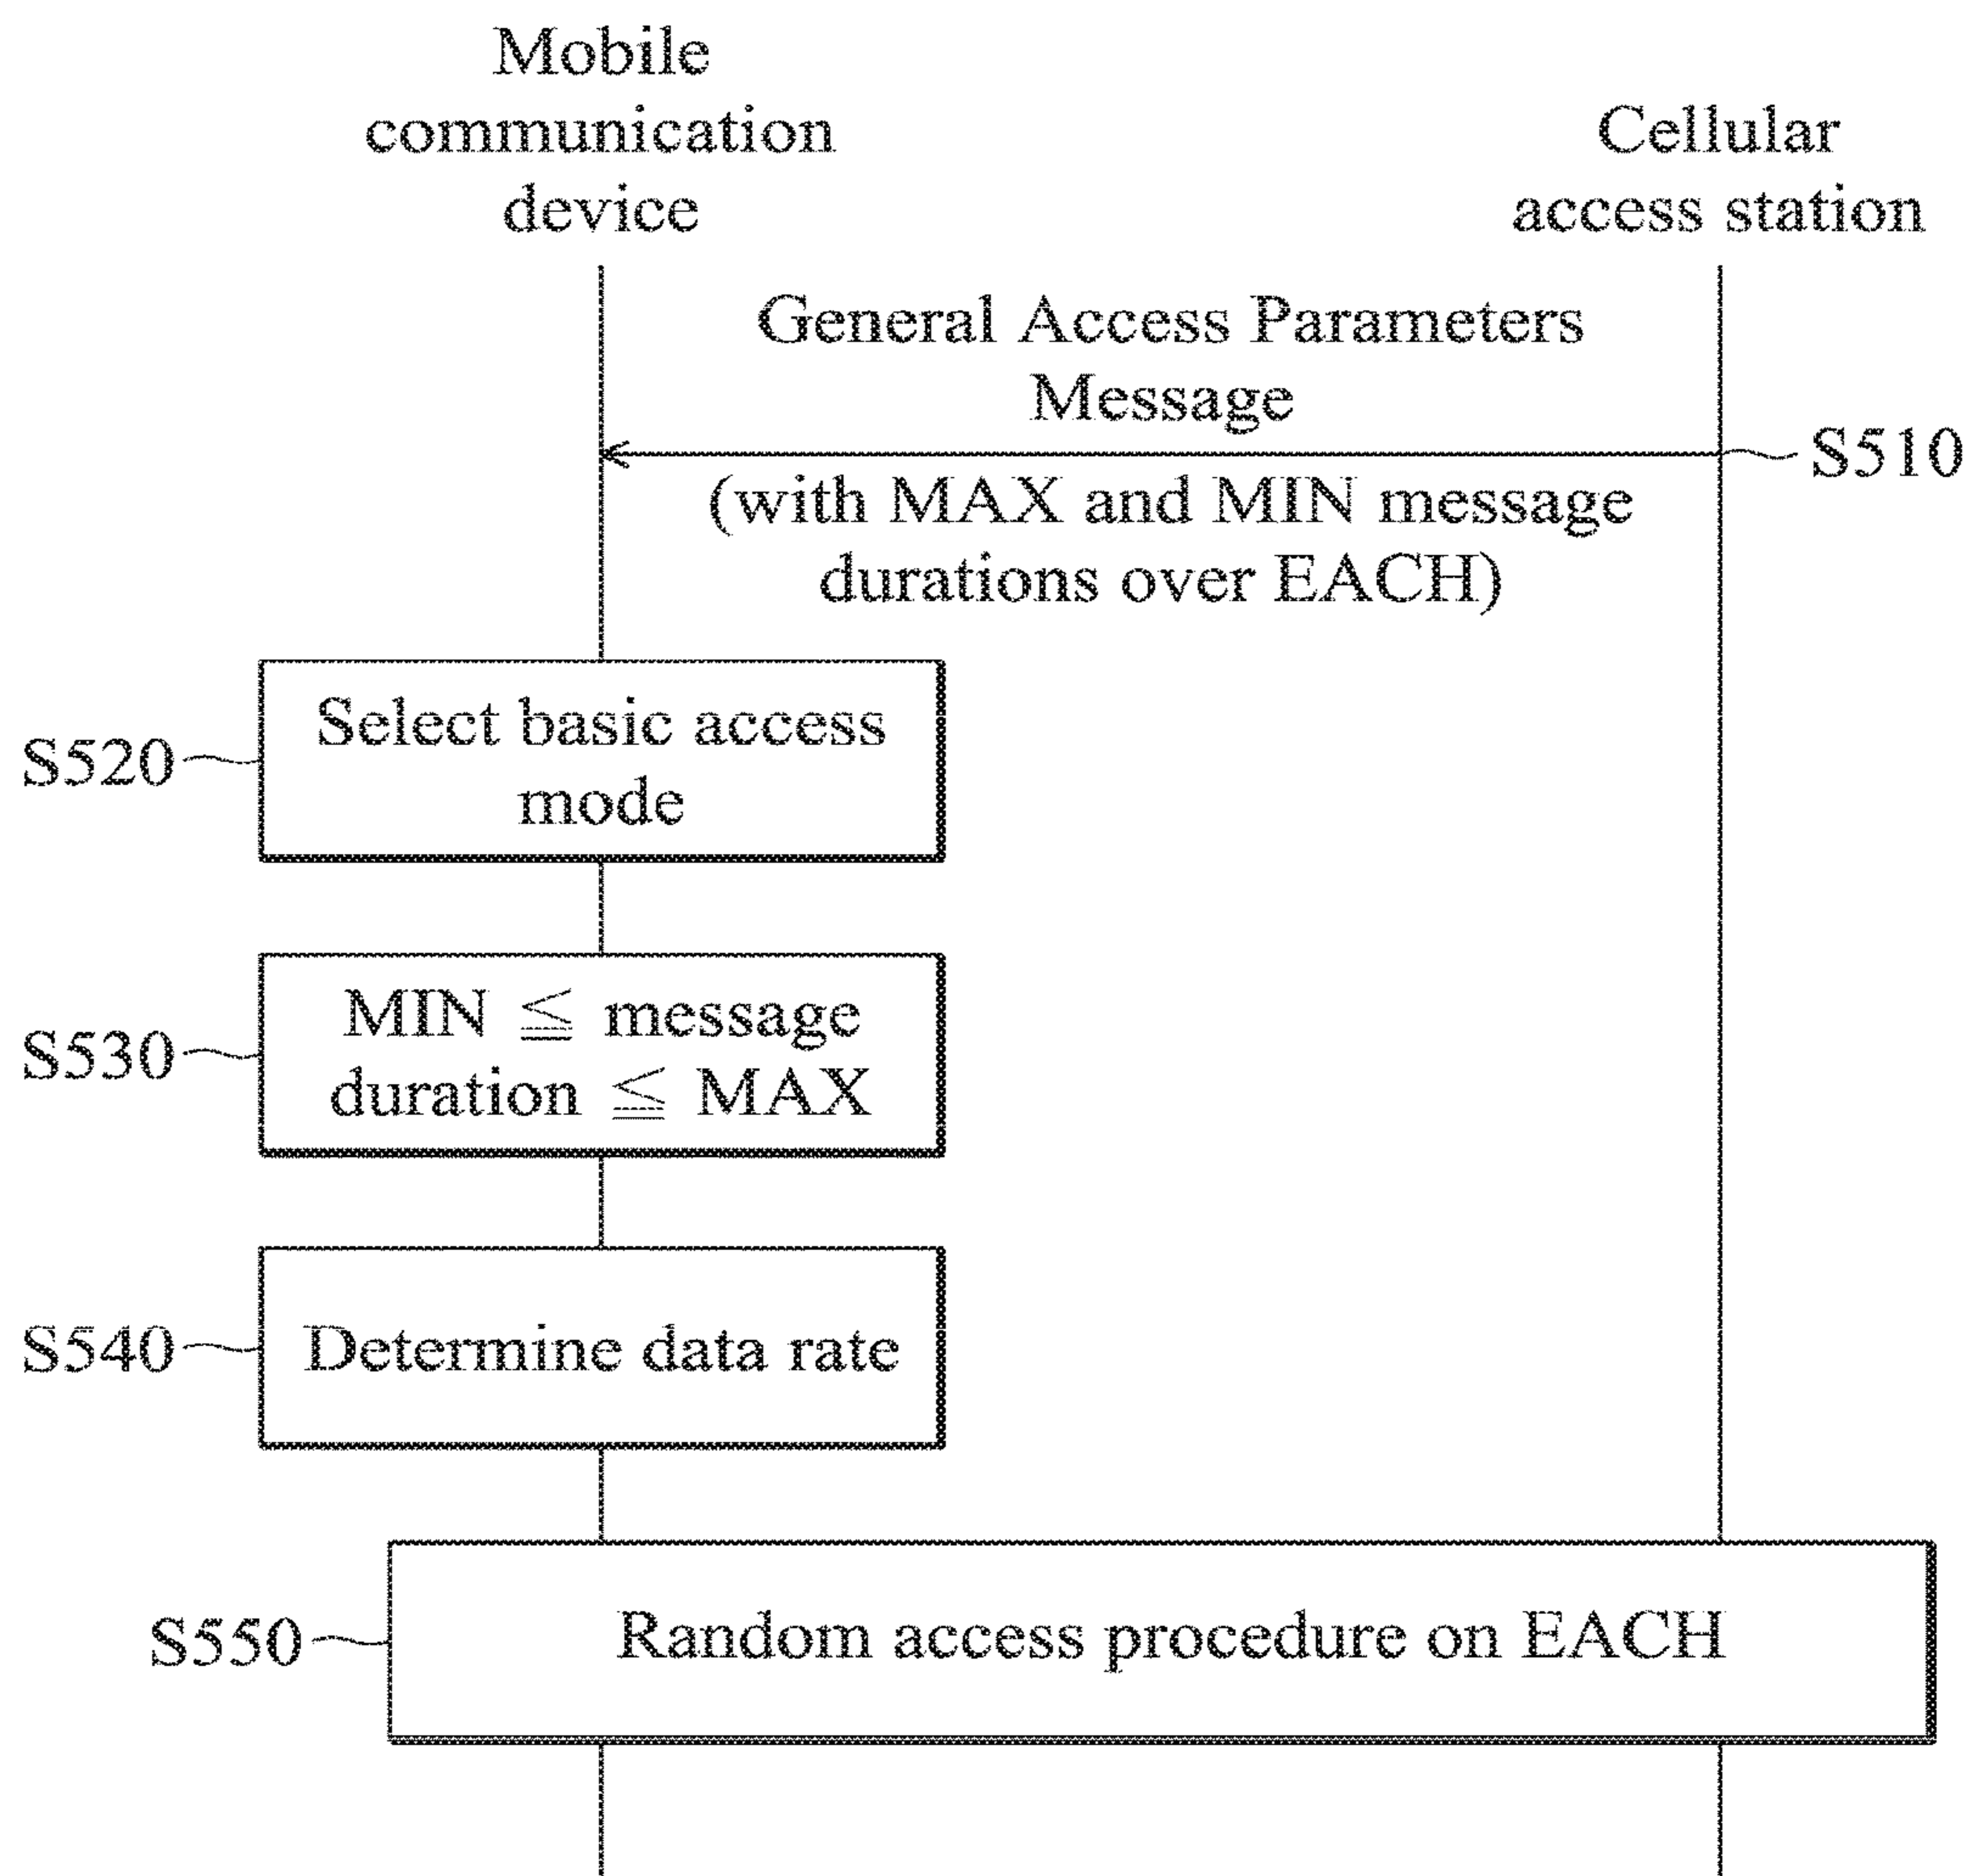 Mobile
communication
device
Cellular
access station
General Access Parameters
Message
S510
(with MAX and MIN message
durations over EACH)
S520
Select basic access
mode
S530
MIN ≦ message
duration ≦ MAX
S540
Determine data rate
S550
Random access procedure on EACH